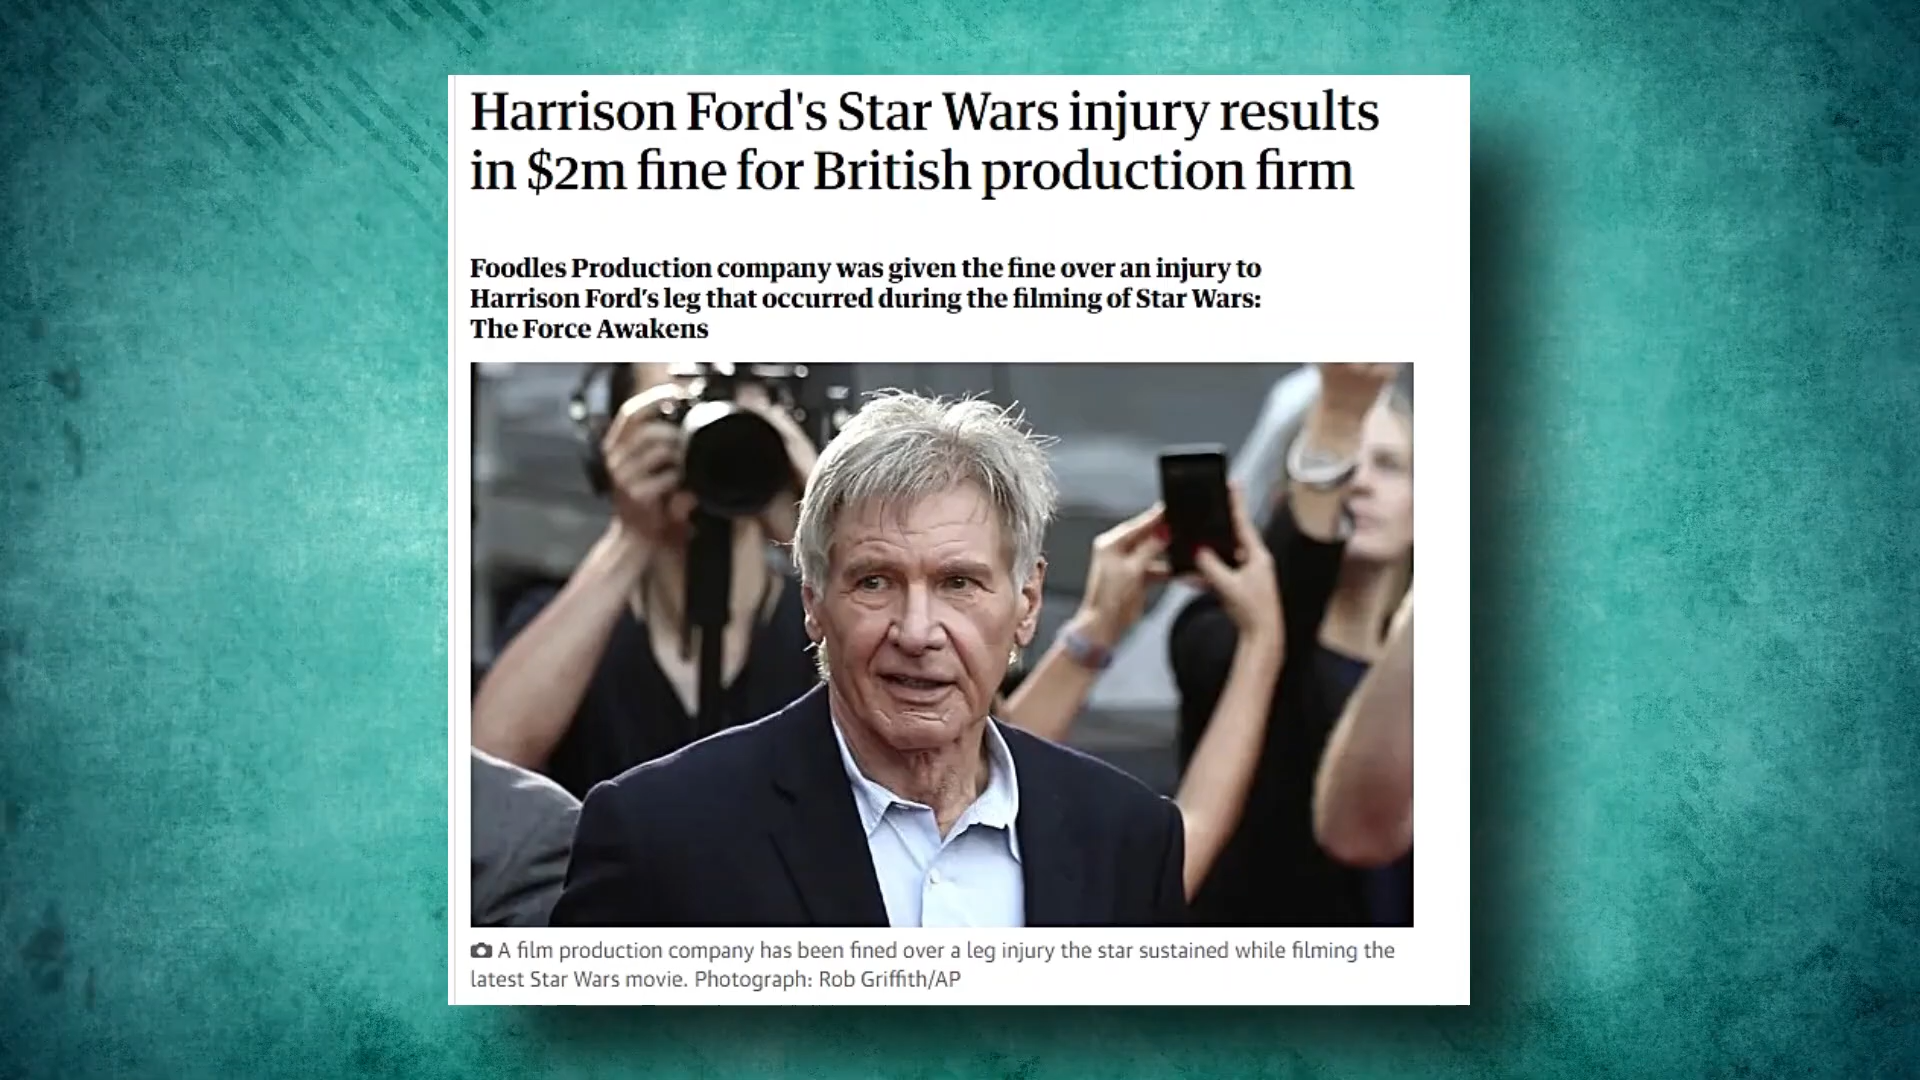 Harrison Ford's Star Wars injury results
in $2m fine for British production firm
Foodles Production company was given the fine over an injury to
Harrison Ford’s leg that occurred during the filming of Star Wars:
The Force Awakens
A film production company has been fined over a leg injury the star sustained while filming the
latest Star Wars movie. Photograph: Rob Griffith/AP